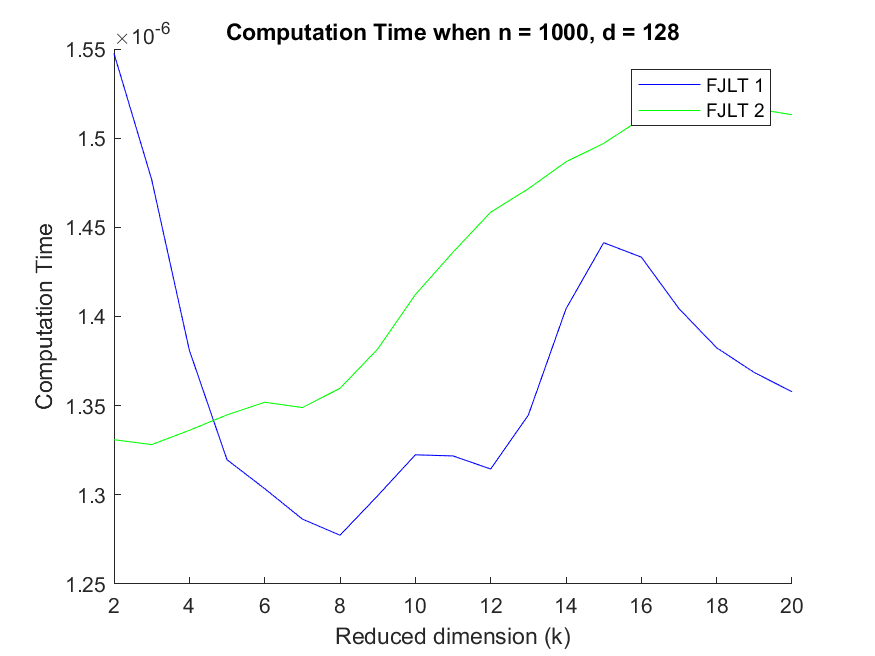 ×10^-6
Computation Time when n = 1000, d = 128
1.55
1.5
1.45
1.4
1.35
1.3
1.25
Computation Time
FJLT 1
FJLT 2
2 4 6 8 10 12 14 16 18 20
Reduced dimension (k)